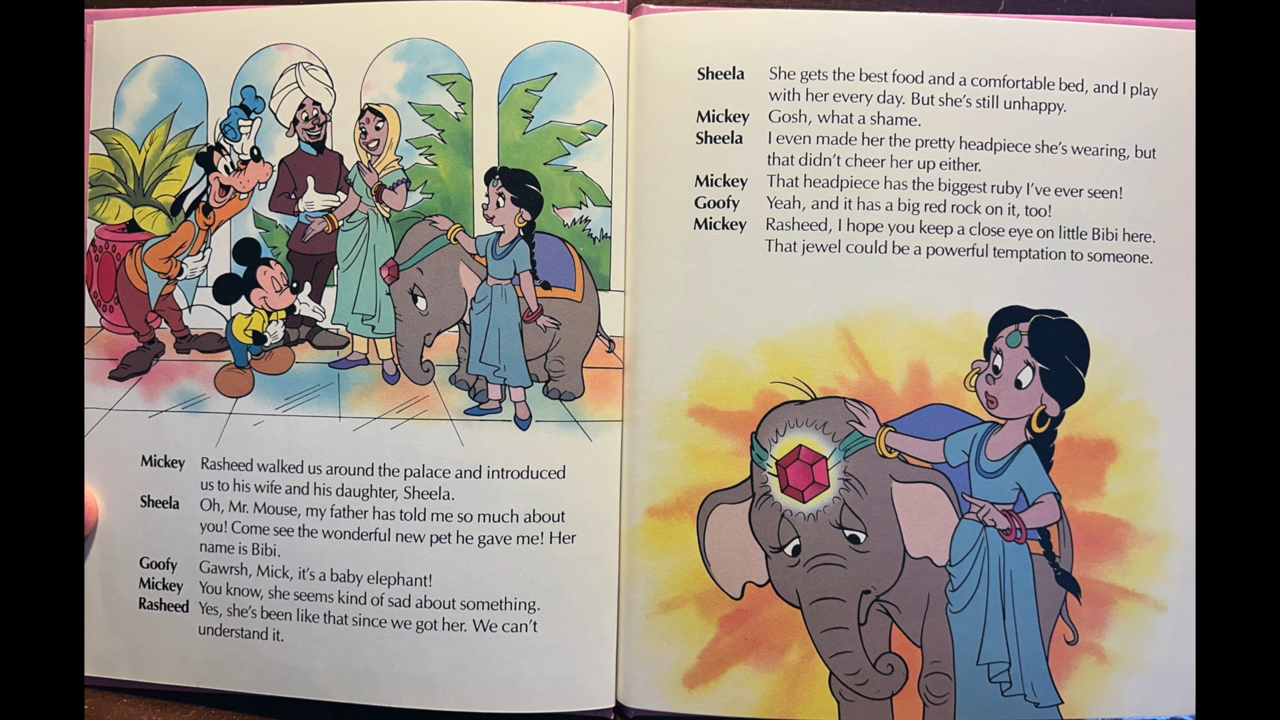 Mickey Rasheed walked us around the palace and introduced
us to his wife and his daughter, Sheela.
Sheela Oh, Mr. Mouse, my father has told me so much about
you! Come see the wonderful new pet he gave me! Her
name is Bibi.
Goofy Gawrsh, Mick, it's a baby elephant!
Mickey You know, she seems kind of sad about something.
Rasheed Yes, she's been like that since we got her. We can't
understand it.
Sheela She gets the best food and a comfortable bed, and I play
with her every day. But she's still unhappy.
Mickey Gosh, what a shame.
Sheela I even made her the pretty headpiece she's wearing, but
that didn't cheer her up either.
Mickey That headpiece has the biggest ruby I've ever seen!
Goofy Yeah, and it has a big red rock on it, too!
Mickey Rasheed, I hope you keep a close eye on little Bibi here.
That jewel could be a powerful temptation to someone.